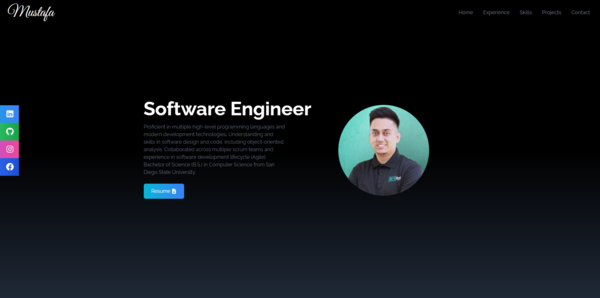 Mustafa
Home Experience Skills Projects Contact
Software Engineer
Proficient in multiple high-level programming languages and
modern development technologies. Understanding and
skills in software design and code, including object-oriented
analysis. Collaborated across multiple scrum teams and
experience in software development lifecycle (Agile).
Bachelor of Science (B.S.) in Computer Science from San
Diego State University.
Resume